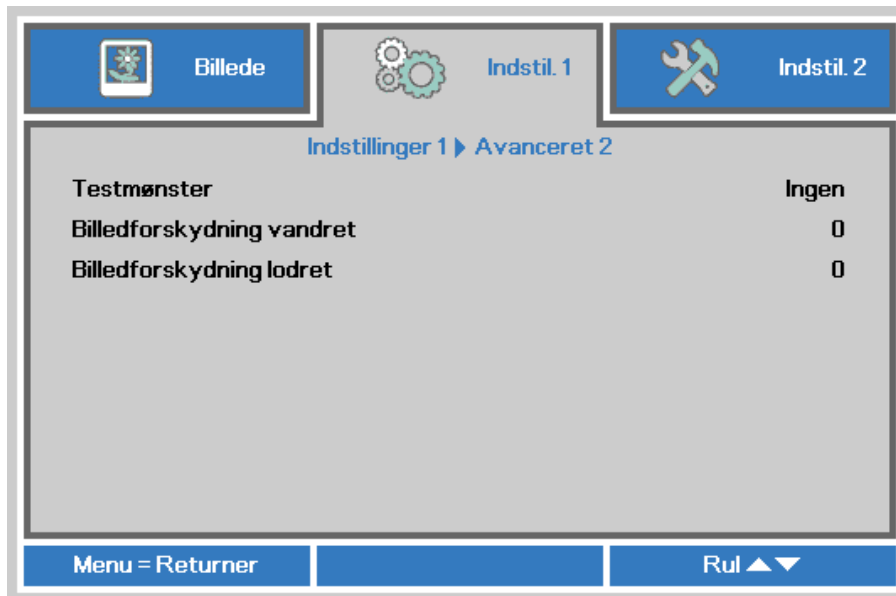 Billede
Indstil. 1
Indstil. 2
Indstillinger 1 ▶ Avanceret 2
Testmønster Ingen
Billedforskydning vandret 0
Billedforskydning lodret 0
Menu = Returner
Rul ▲▼